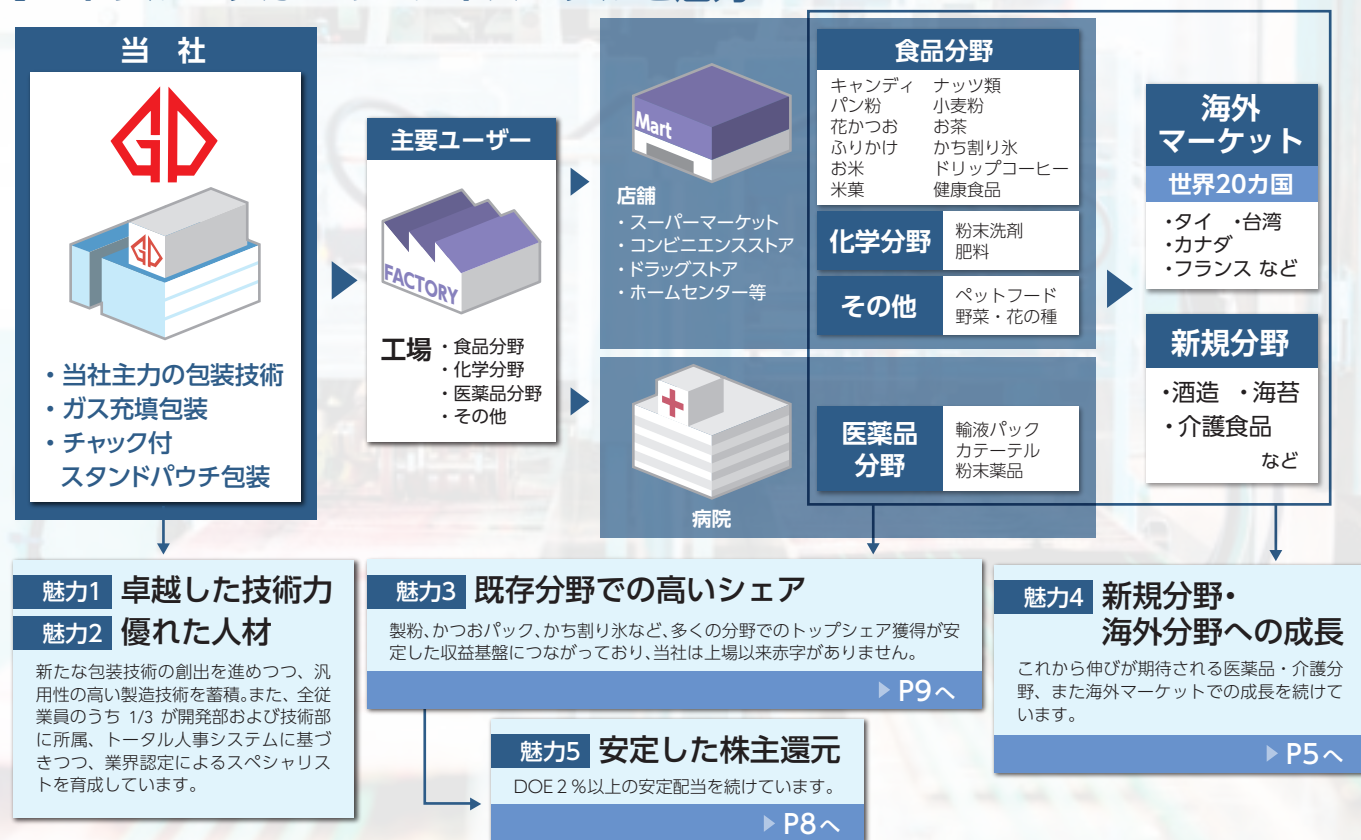 当 社
GD
GD
・当社主力の包装技術
・ガス充填包装
・チャック付
スタンドパウチ包装
主要ユーザー
FACTORY
工場
・食品分野
・化学分野
・医薬品分野
・その他
Mart
店舗
・スーパーマーケット
・コンビニエンスストア
・ドラッグストア
・ホームセンター等
病院
食品分野
キャンディ ナッツ類
パン粉 小麦粉
花かつお お茶
ふりかけ かち割り氷
お米 ドリップコーヒー
米菓 健康食品
化学分野
粉末洗剤
肥料
その他
ペットフード
野菜・花の種
医薬品
分野
輸液パック
カテーテル
粉末薬品
海外
マーケット
世界20カ国
・タイ ・台湾
・カナダ
・フランス など
新規分野
・酒造 ・海苔
・介護食品
など
魅力1 卓越した技術力
魅力2 優れた人材
新たな包装技術の創出を進めつつ、汎
用性の高い製造技術を蓄積。また、全従
業員のうち 1/3 が開発部および技術部
に所属、トータル人事システムに基づ
きつつ、業界認定によるスペシャリス
トを育成しています。
魅力3 既存分野での高いシェア
製粉、かつおパック、かち割り氷など、多くの分野でのトップシェア獲得が安
定した収益基盤につながっており、当社は上場以来赤字がありません。
▶ P9へ
魅力5 安定した株主還元
DOE2%以上の安定配当を続けています。
▶ P8へ
魅力4 新規分野・
海外分野への成長
これから伸びが期待される医薬品・介護分
野、また海外マーケットでの成長を続けて
います。
▶ P5へ